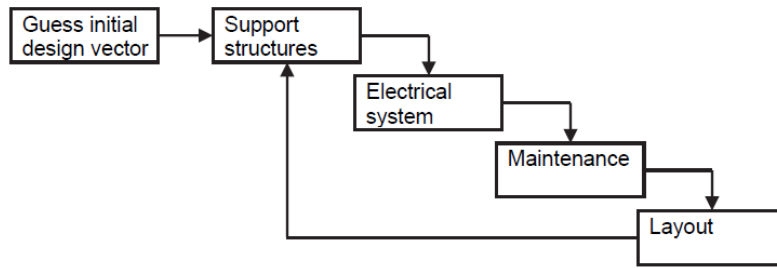 Guess initial
design vector
Support
structures
Electrical
system
Maintenance
Layout